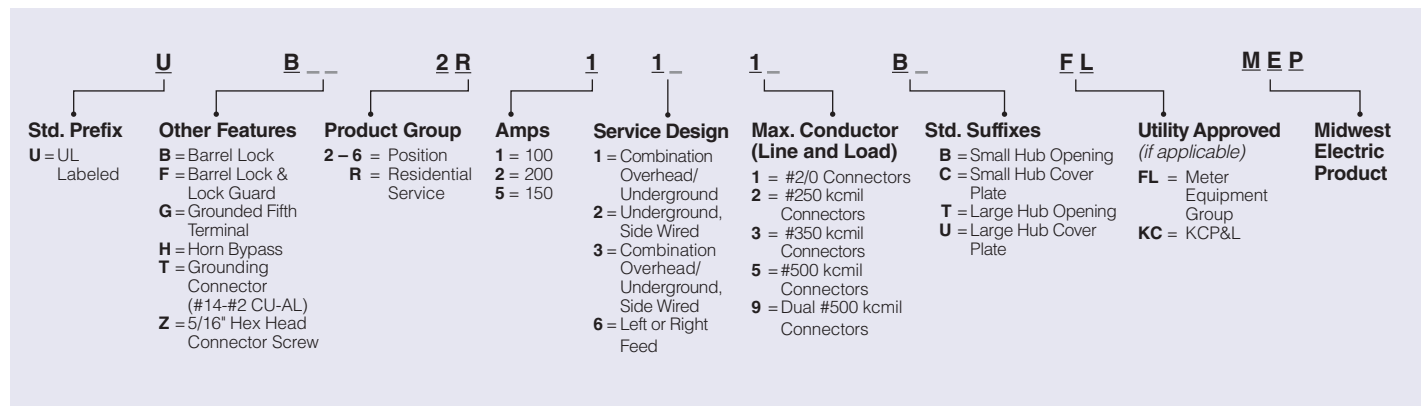 U B _ _ 2 R 1 1 _ 1 _ B _ F L M E P
Std. Prefix
U = UL
Labeled
Other Features
B = Barrel Lock
F = Barrel Lock &
Lock Guard
G = Grounded Fifth
Terminal
H = Horn Bypass
T = Grounding
Connector
(#14-#2 CU-AL)
Z = 5/16" Hex Head
Connector Screw
Product Group
2 – 6 = Position
R = Residential
Service
Amps
1 = 100
2 = 200
5 = 150
Service Design
1 = Combination
Overhead/
Underground
2 = Underground,
Side Wired
3 = Combination
Overhead/
Underground,
Side Wired
6 = Left or Right
Feed
Max. Conductor
(Line and Load)
1 = #2/0 Connectors
2 = #250 kcmil
Connectors
3 = #350 kcmil
Connectors
5 = #500 kcmil
Connectors
9 = Dual #500 kcmil
Connectors
Std. Suffixes
B = Small Hub Opening
C = Small Hub Cover
Plate
T = Large Hub Opening
U = Large Hub Cover
Plate
Utility Approved
(if applicable)
FL = Meter
Equipment
Group
KC = KCP&L
Midwest
Electric
Product